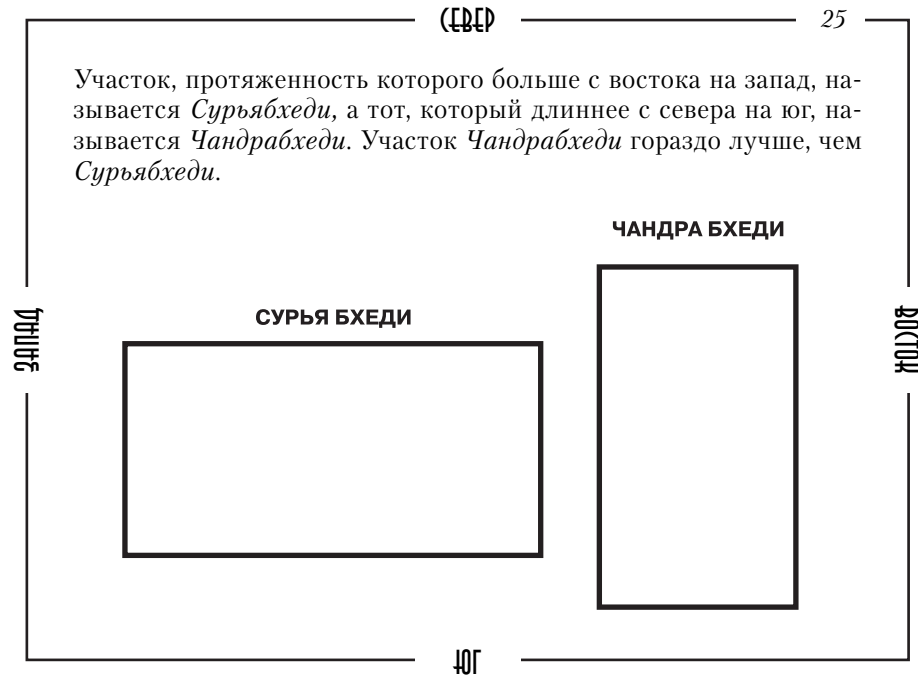 СЕВЕР
25
Участок, протяженность которого больше с востока на запад, на-
зывается Сурьябхеди, а тот, который длиннее с севера на юг, на-
зывается Чандрабхеди. Участок Чандрабхеди гораздо лучше, чем
Сурьябхеди.
ЧАНДРА БХЕДИ
СУРЬЯ БХЕДИ
ЗАПАД
ВОСТОК
ЮГ